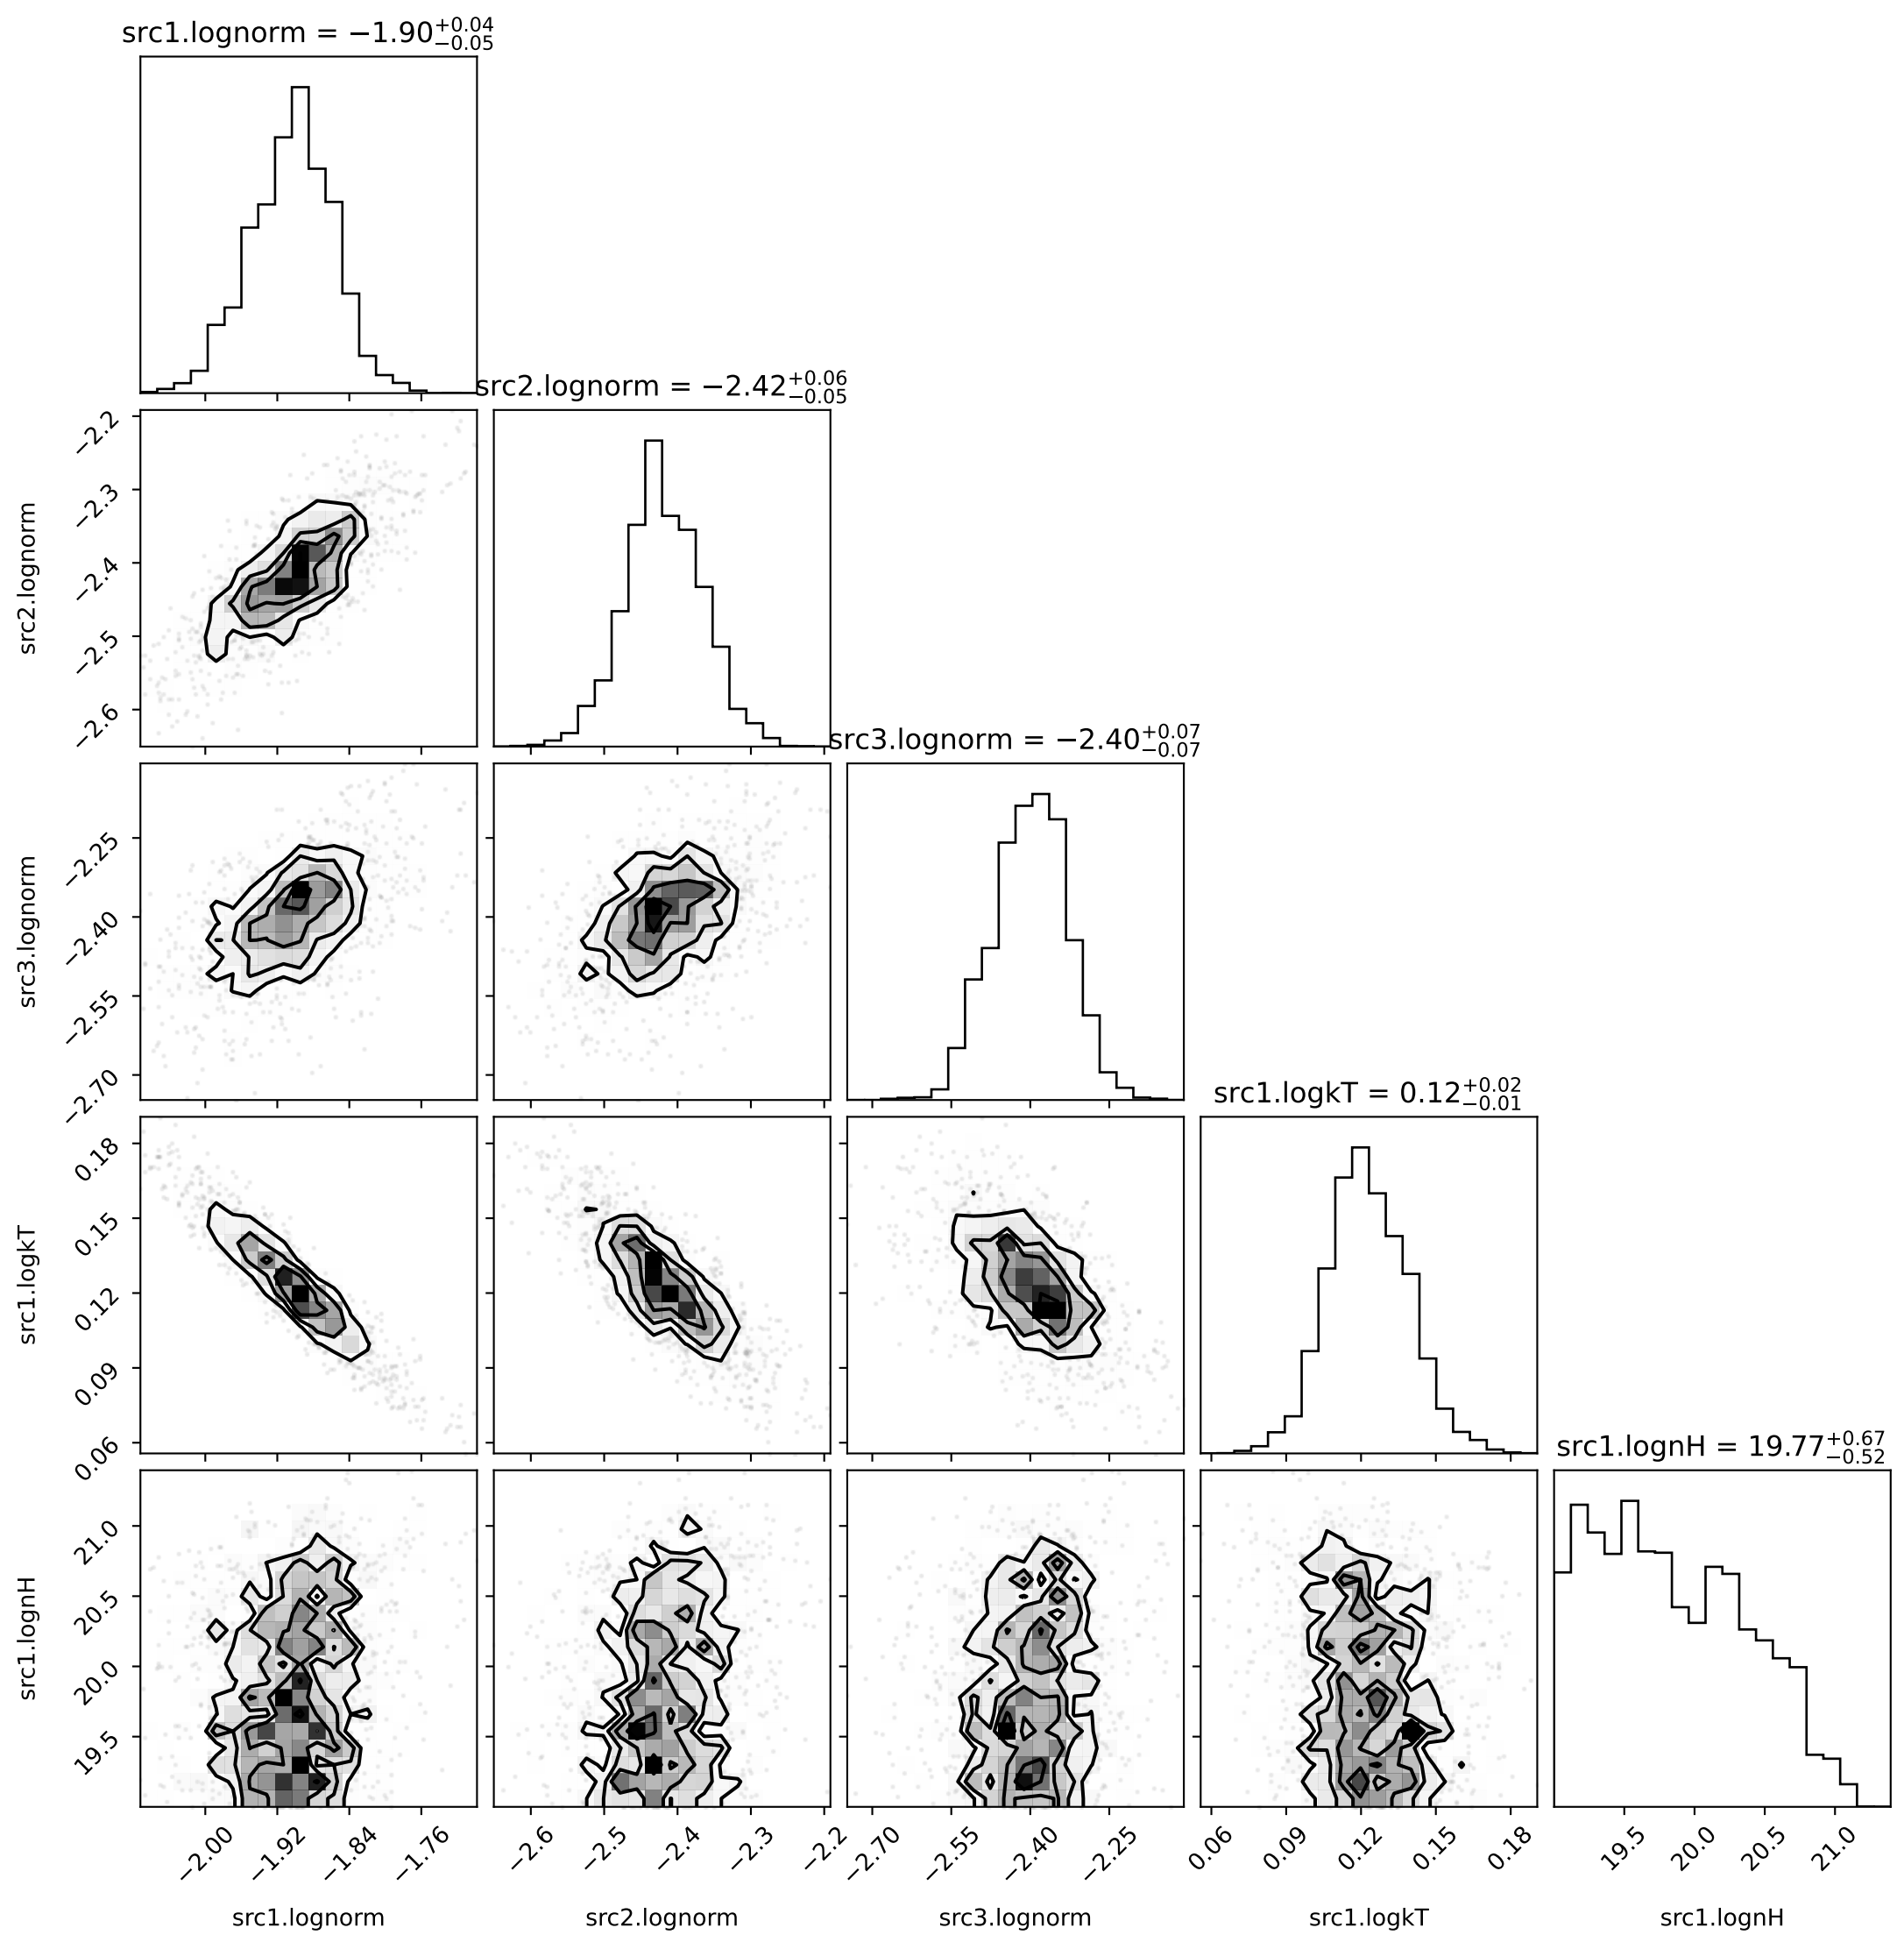 src1.lognorm = −1.90+0.04−0.05
src2.lognorm = −2.42+0.06−0.05
−2.2
−2.3
−2.4
−2.5
−2.6
src2.lognorm
src3.lognorm = −2.40+0.07−0.07
−2.25
−2.40
−2.55
−2.70
src3.lognorm
src1.logkT = 0.12+0.02−0.01
0.18
0.15
0.12
0.09
0.06
src1.logkT
src1.lognH = 19.77+0.67−0.52
21.0
20.5
20.0
19.5
src1.lognH
−2.00 −1.92 −1.84 −1.76 −2.6 −2.5 −2.4 −2.3 −2.2 −2.70 −2.55 −2.40 −2.25 0.06 0.09 0.12 0.15 0.18 19.5 20.0 20.5 21.0
src1.lognorm src2.lognorm src3.lognorm src1.logkT src1.lognH